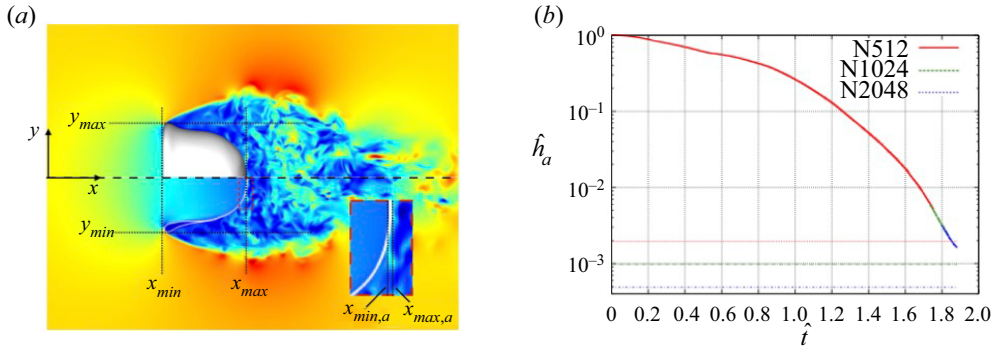 (a)
y_max
y
x
y_min
x_min x_max
x_min,a x_max,a
(b)
10^0
10^-1
10^-2
10^-3
ĥ_a
N512
N1024
N2048
0 0.2 0.4 0.6 0.8 1.0 1.2 1.4 1.6 1.8 2.0
t̂